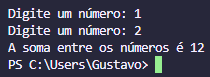 Digite um número: 1
Digite um número: 2
A soma entre os números é 12
PS C:\Users\Gustavo>